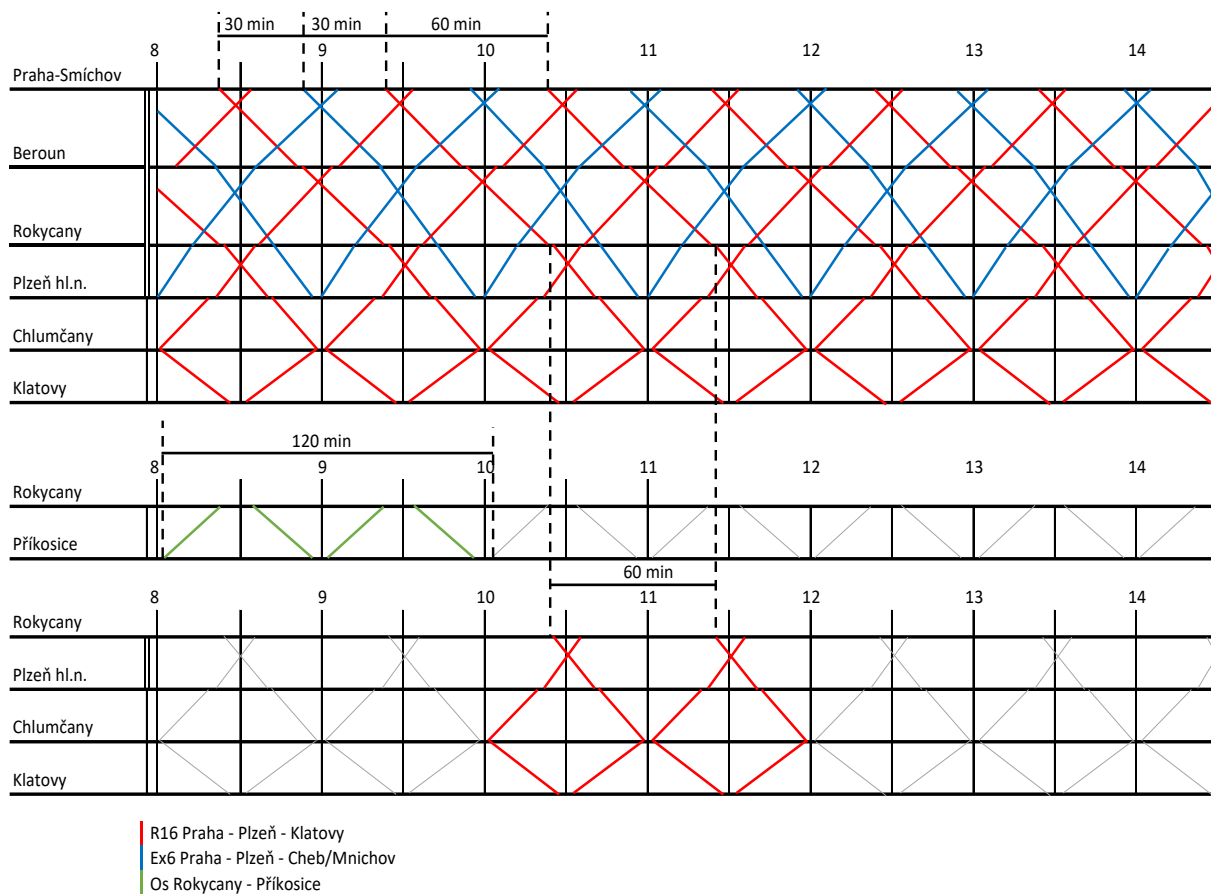 30 min 30 min 60 min
8 9 10 11 12 13 14
Praha-Smíchov
Beroun
Rokycany
Plzeň hl.n.
Chlumčany
Klatovy
120 min
8 9 10 11 12 13 14
Rokycany
Příkosice
60 min
8 9 10 11 12 13 14
Rokycany
Plzeň hl.n.
Chlumčany
Klatovy
R16 Praha - Plzeň - Klatovy
Ex6 Praha - Plzeň - Cheb/Mnichov
Os Rokycany - Příkosice